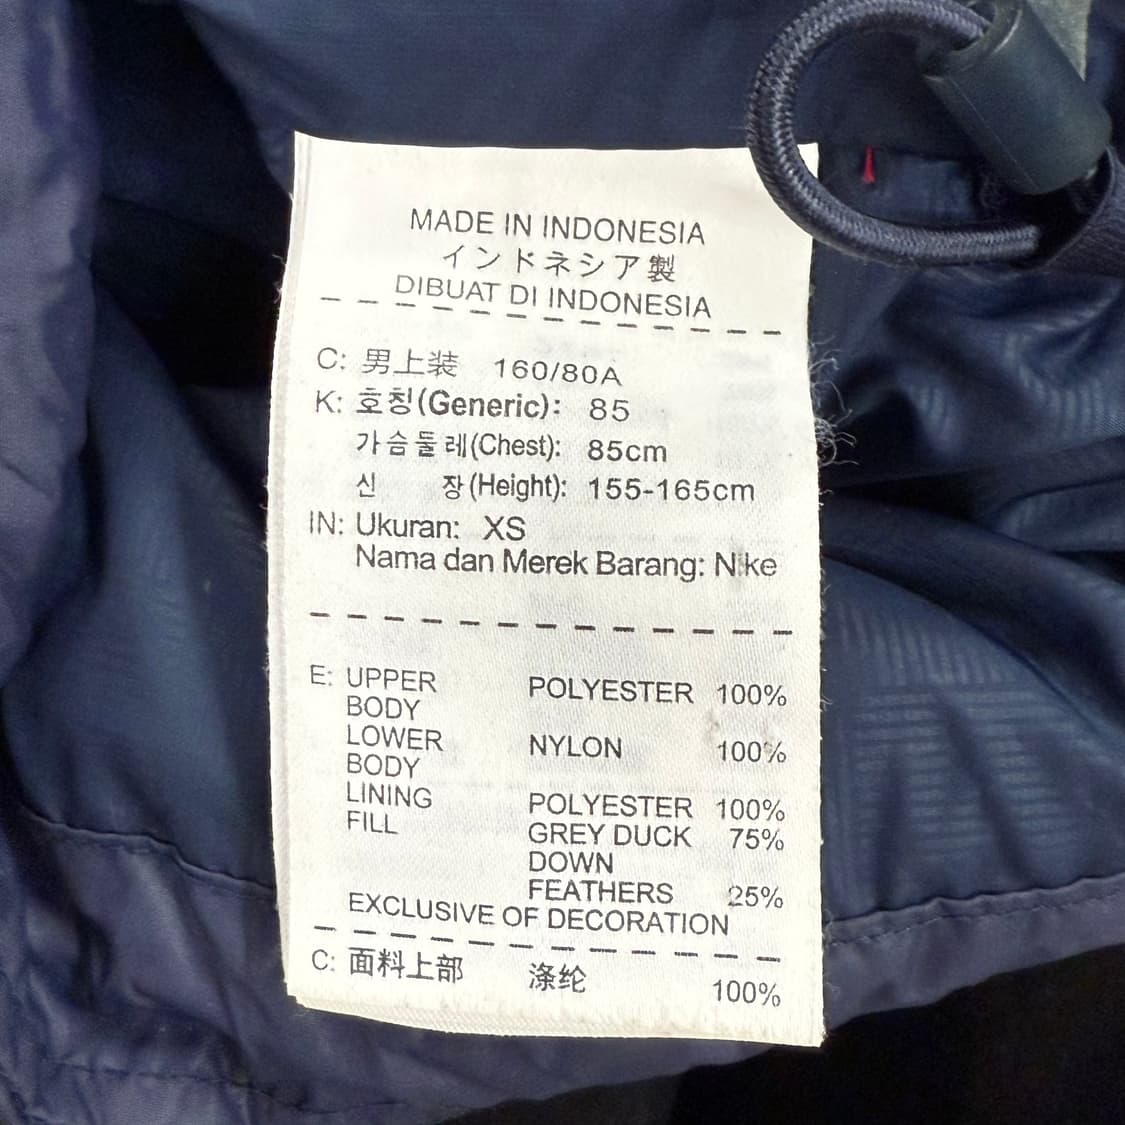 MADE IN INDONESIA
インドネシア製
DIBUAT DI INDONESIA
C: 男上装 160/80A
K: 호칭(Generic): 85
가슴둘레(Chest): 85cm
신 장(Height): 155-165cm
IN: Ukuran: XS
Nama dan Merek Barang: Nike
E: UPPER BODY POLYESTER 100%
LOWER BODY NYLON 100%
LINING POLYESTER 100%
FILL GREY DUCK DOWN 75%
FEATHERS 25%
EXCLUSIVE OF DECORATION
C: 面料上部 涤纶 100%